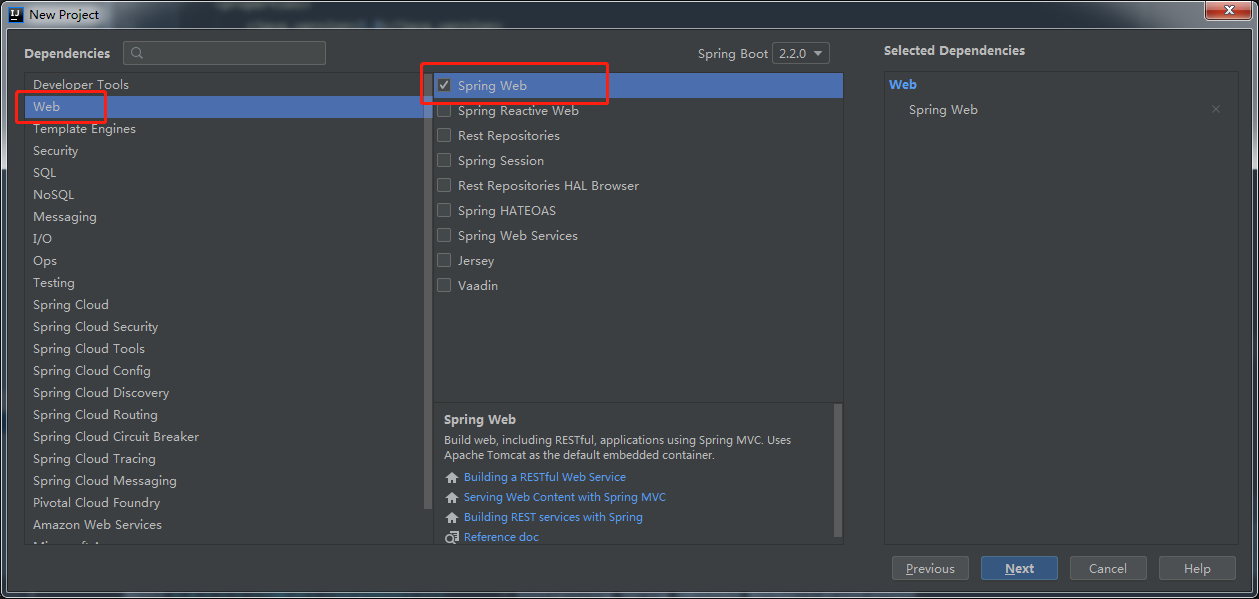 New Project
Dependencies
Spring Boot 2.2.0
Selected Dependencies
Developer Tools
Web
Template Engines
Security
SQL
NoSQL
Messaging
I/O
Ops
Testing
Spring Cloud
Spring Cloud Security
Spring Cloud Tools
Spring Cloud Config
Spring Cloud Discovery
Spring Cloud Routing
Spring Cloud Circuit Breaker
Spring Cloud Tracing
Spring Cloud Messaging
Pivotal Cloud Foundry
Amazon Web Services
Spring Web
Spring Reactive Web
Rest Repositories
Spring Session
Rest Repositories HAL Browser
Spring HATEOAS
Spring Web Services
Jersey
Vaadin
Spring Web
Build web, including RESTful, applications using Spring MVC. Uses
Apache Tomcat as the default embedded container.
Building a RESTful Web Service
Serving Web Content with Spring MVC
Building REST services with Spring
Reference doc
Web
Spring Web
Previous
Next
Cancel
Help